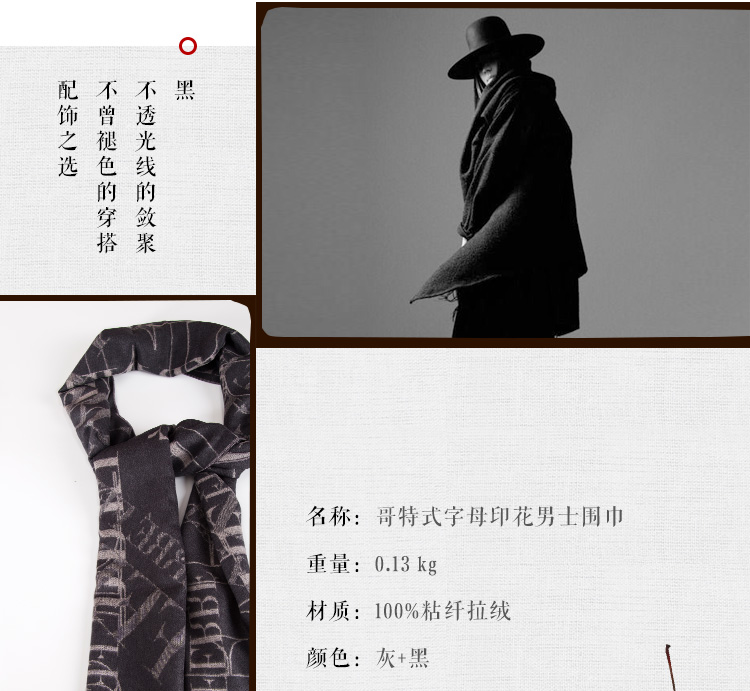 黑
不透光线的敛聚
不曾褪色的穿搭
配饰之选
名称：哥特式字母印花男士围巾
重量：0.13 kg
材质：100%粘纤拉绒
颜色：灰+黑